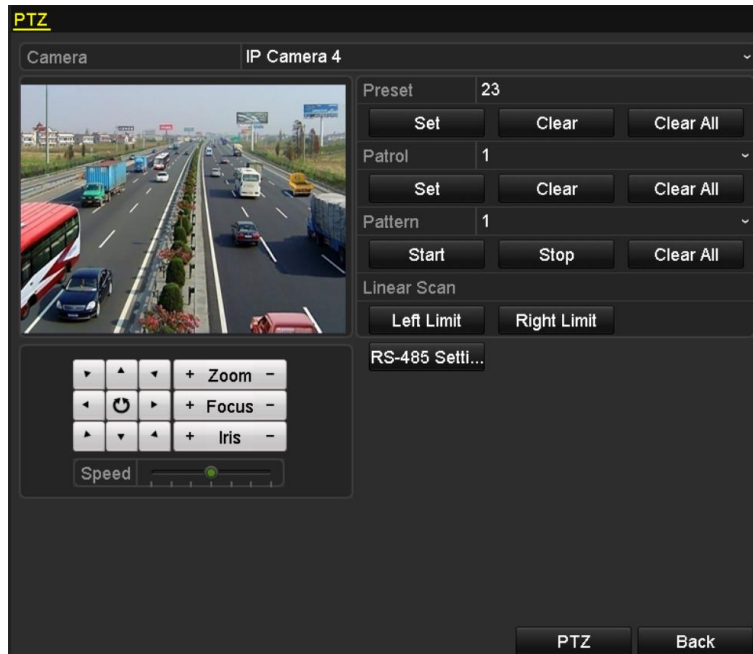 PTZ
Camera IP Camera 4
Preset 23
Set Clear Clear All
Patrol 1
Set Clear Clear All
Pattern 1
Start Stop Clear All
Linear Scan
Left Limit Right Limit
RS-485 Setti...
+ Zoom -
+ Focus -
+ Iris -
Speed
PTZ Back